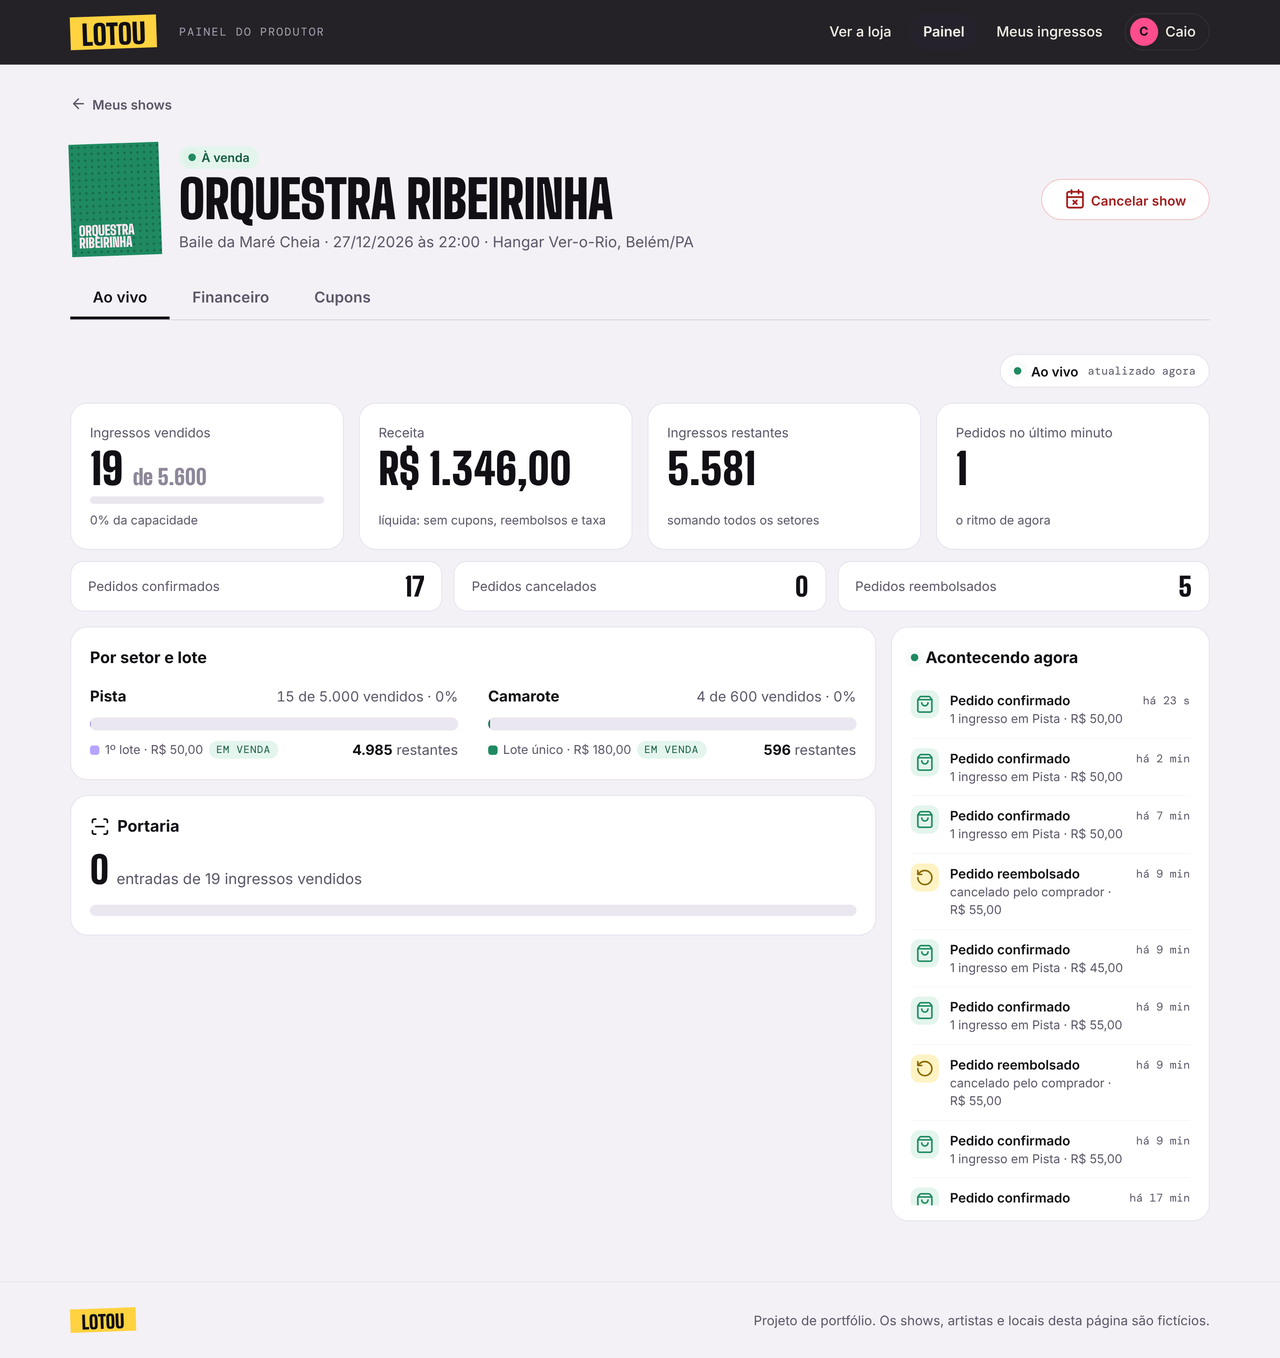 LOTOU
PAINEL DO PRODUTOR
Ver a loja
Painel
Meus ingressos
C
Caio
Meus shows
ORQUESTRA
RIBEIRINHA
À venda
ORQUESTRA RIBEIRINHA
Baile da Maré Cheia · 27/12/2026 às 22:00 · Hangar Ver-o-Rio, Belém/PA
Cancelar show
Ao vivo
Financeiro
Cupons
Ao vivo atualizado agora
Ingressos vendidos
19 de 5.600
0% da capacidade
Receita
R$ 1.346,00
líquida: sem cupons, reembolsos e taxa
Ingressos restantes
5.581
somando todos os setores
Pedidos no último minuto
1
o ritmo de agora
Pedidos confirmados 17
Pedidos cancelados 0
Pedidos reembolsados 5
Por setor e lote
Pista 15 de 5.000 vendidos · 0%
1º lote · R$ 50,00 EM VENDA 4.985 restantes
Camarote 4 de 600 vendidos · 0%
Lote único · R$ 180,00 EM VENDA 596 restantes
Portaria
0 entradas de 19 ingressos vendidos
Acontecendo agora
Pedido confirmado há 23 s
1 ingresso em Pista · R$ 50,00
Pedido confirmado há 2 min
1 ingresso em Pista · R$ 50,00
Pedido confirmado há 7 min
1 ingresso em Pista · R$ 50,00
Pedido reembolsado há 9 min
cancelado pelo comprador ·
R$ 55,00
Pedido confirmado há 9 min
1 ingresso em Pista · R$ 45,00
Pedido confirmado há 9 min
1 ingresso em Pista · R$ 55,00
Pedido reembolsado há 9 min
cancelado pelo comprador ·
R$ 55,00
Pedido confirmado há 9 min
1 ingresso em Pista · R$ 55,00
Pedido confirmado há 17 min
LOTOU
Projeto de portfólio. Os shows, artistas e locais desta página são fictícios.